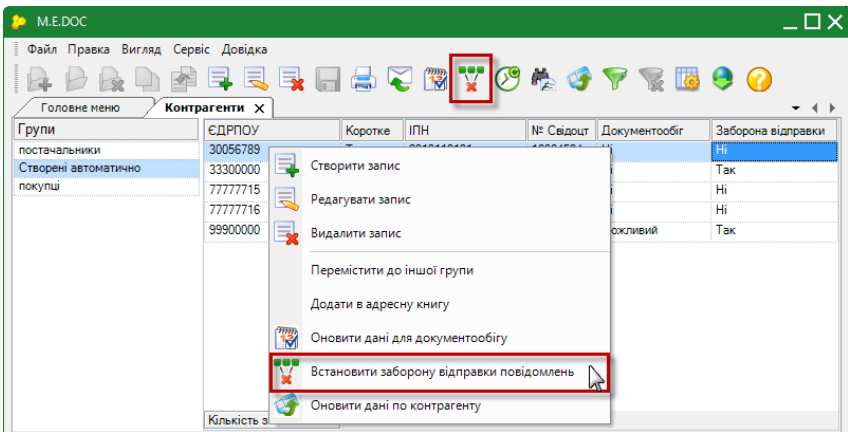 M.E.DOC
Файл Правка Вигляд Сервіс Довідка
Головне меню Контрагенти
Групи ЄДРПОУ Коротке ІПН № Свідоцт Документообіг Заборона відправки
постачальники 30056789 Ні
Створені автоматично 33300000 Так
покупці 77777715 Ні
77777716 Ні
99900000 Так
Створити запис
Редагувати запис
Видалити запис
Перемістити до іншої групи
Додати в адресну книгу
Оновити дані для документообігу
Встановити заборону відправки повідомлень
Оновити дані по контрагенту
Кількість з